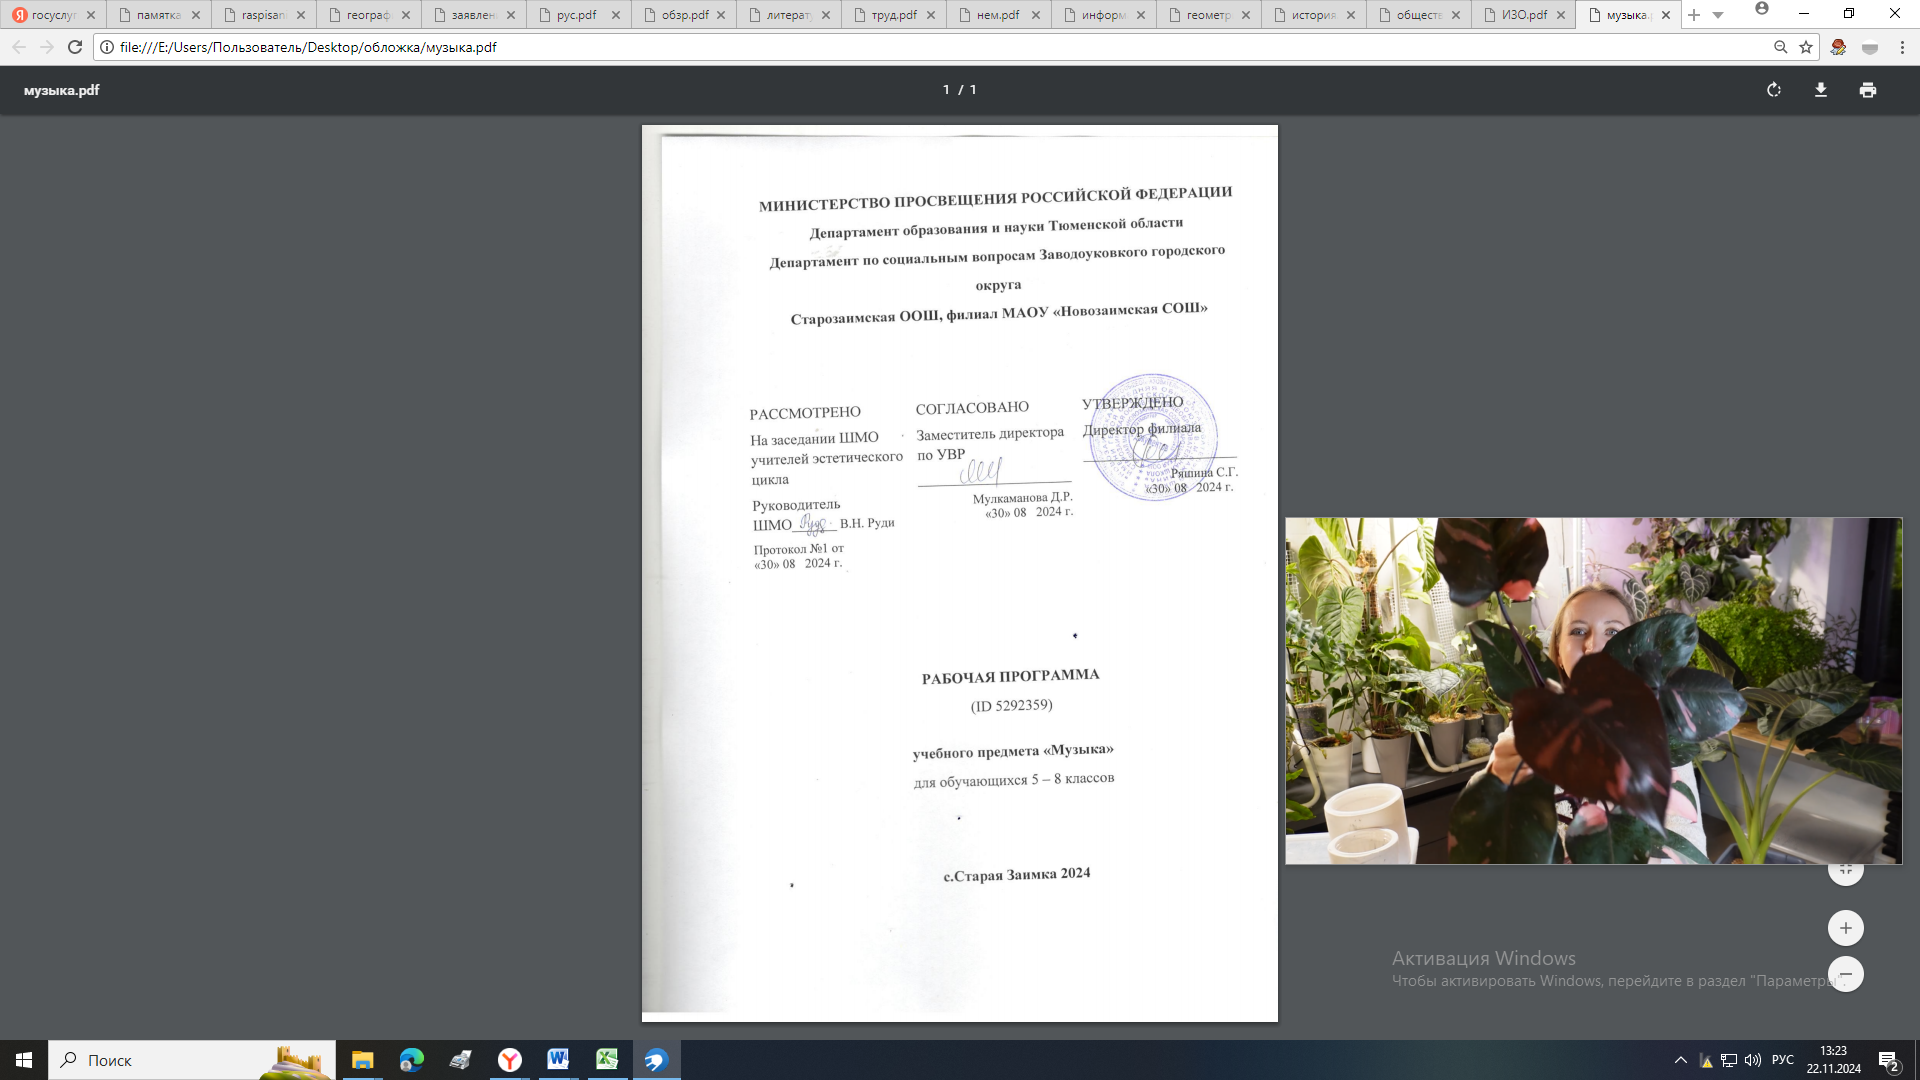 госуслуг
памятка
raspisani
географ
заявлен
рус.pdf
обзр.pdf
литерату
труд.pdf
нем.pdf
информ
геометр
история
обществ
ИЗО.pdf
музыка.
file:///E:/Users/Пользователь/Desktop/обложка/музыка.pdf
музыка.pdf
1 / 1
МИНИСТЕРСТВО ПРОСВЕЩЕНИЯ РОССИЙСКОЙ ФЕДЕРАЦИИ
Департамент образования и науки Тюменской области
Департамент по социальным вопросам Заводоуковкого городского
округа
Старозаимская ООШ, филиал МАОУ «Новозаимская СОШ»
РАССМОТРЕНО
На заседании ШМО
учителей эстетического
цикла
Руководитель
ШМО______ В.Н. Руди
Протокол №1 от
«30» 08 2024 г.
СОГЛАСОВАНО
Заместитель директора
по УВР
Мулкаманова Д.Р.
«30» 08 2024 г.
УТВЕРЖДЕНО
Директор филиала
Ряшина С.Г.
«30» 08 2024 г.
РАБОЧАЯ ПРОГРАММА
(ID 5292359)
учебного предмета «Музыка»
для обучающихся 5 – 8 классов
с.Старая Заимка 2024
Активация Windows
Чтобы активировать Windows, перейдите в раздел "Параметры".
Поиск
РУС
13:23
22.11.2024
2